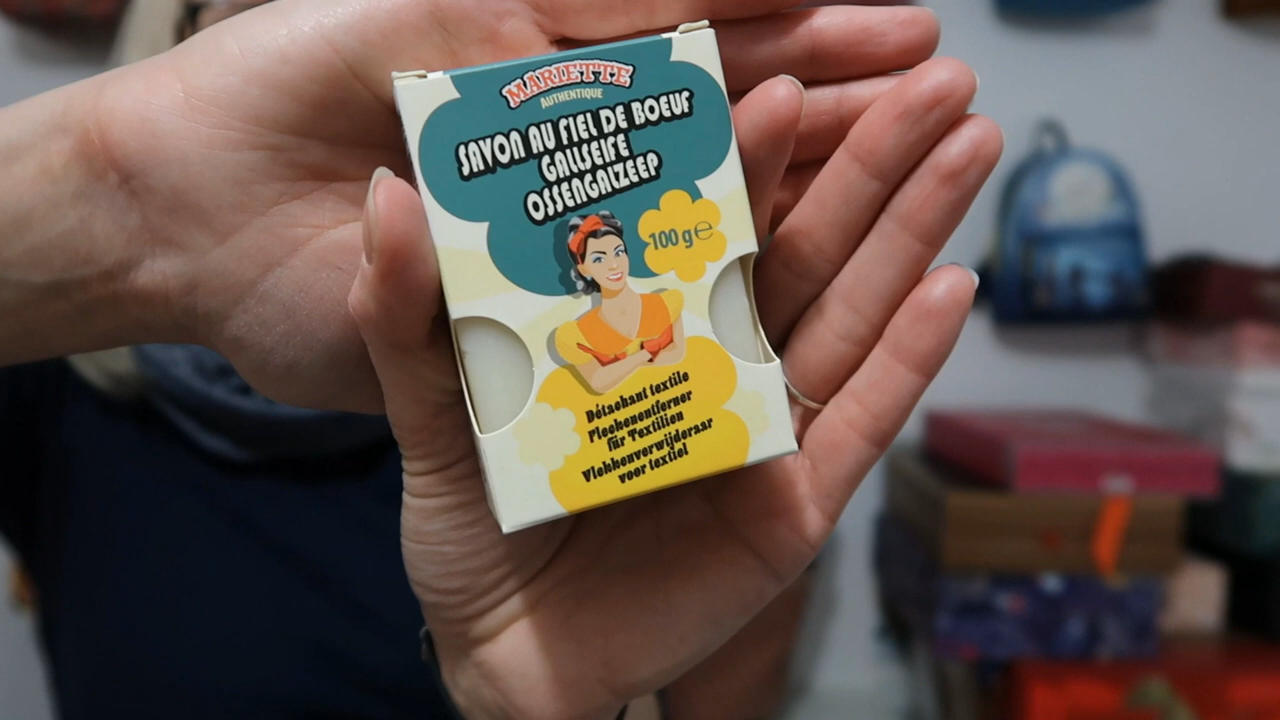 MARIETTE
AUTHENTIQUE
SAVON AU FIEL DE BOEUF
GALLSEIFE
OSSENGALZEEP
100 g e
Détachant textile
Fleckenentferner
für Textilien
Vlekkenverwijderaar
voor textiel